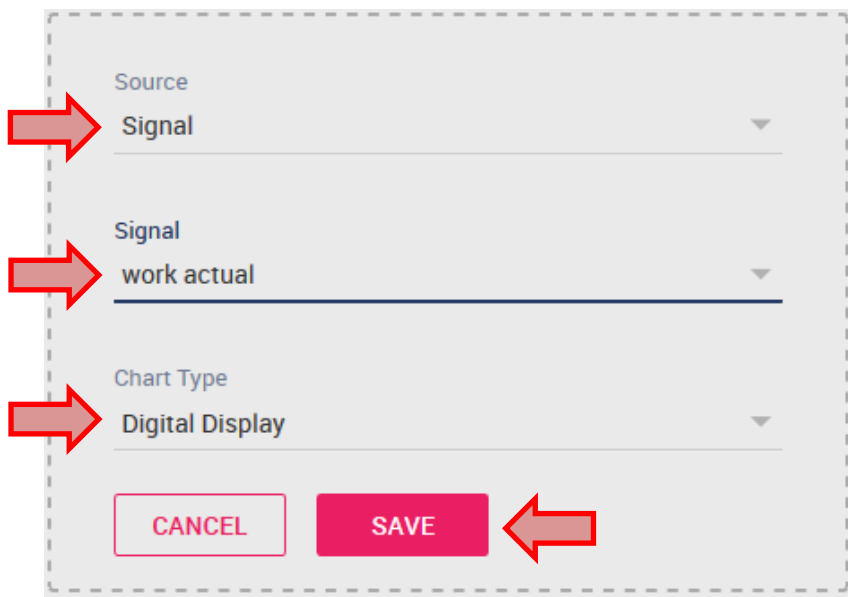 Source
Signal
Signal
work actual
Chart Type
Digital Display
CANCEL SAVE